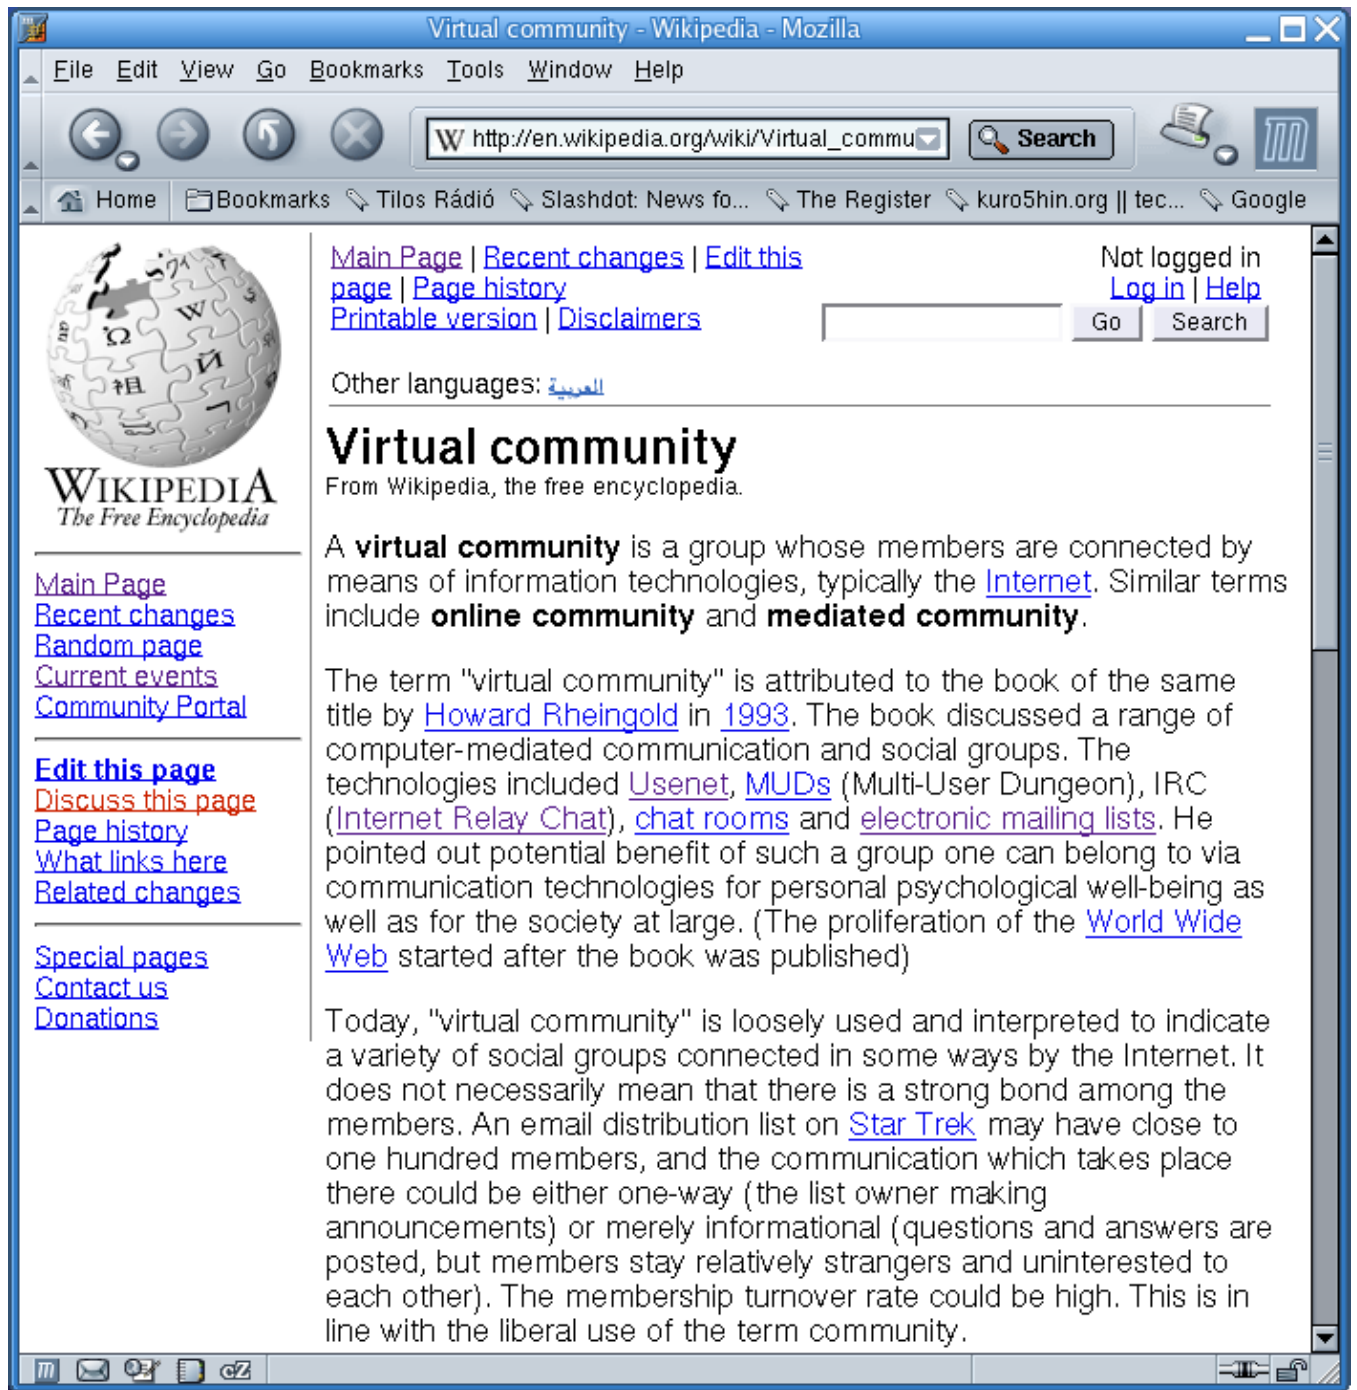 Virtual community - Wikipedia - Mozilla
File Edit View Go Bookmarks Tools Window Help
W http://en.wikipedia.org/wiki/Virtual_commu Search
Home Bookmarks Tilos Rádió Slashdot: News fo... The Register kuro5hin.org || tec... Google
WIKIPEDIA
The Free Encyclopedia
Main Page
Recent changes
Random page
Current events
Community Portal
Edit this page
Discuss this page
Page history
What links here
Related changes
Special pages
Contact us
Donations
Main Page | Recent changes | Edit this
page | Page history
Printable version | Disclaimers
Not logged in
Log in | Help
Go Search
Other languages: العربية
Virtual community
From Wikipedia, the free encyclopedia.
A virtual community is a group whose members are connected by
means of information technologies, typically the Internet. Similar terms
include online community and mediated community.
The term "virtual community" is attributed to the book of the same
title by Howard Rheingold in 1993. The book discussed a range of
computer-mediated communication and social groups. The
technologies included Usenet, MUDs (Multi-User Dungeon), IRC
(Internet Relay Chat), chat rooms and electronic mailing lists. He
pointed out potential benefit of such a group one can belong to via
communication technologies for personal psychological well-being as
well as for the society at large. (The proliferation of the World Wide
Web started after the book was published)
Today, "virtual community" is loosely used and interpreted to indicate
a variety of social groups connected in some ways by the Internet. It
does not necessarily mean that there is a strong bond among the
members. An email distribution list on Star Trek may have close to
one hundred members, and the communication which takes place
there could be either one-way (the list owner making
announcements) or merely informational (questions and answers are
posted, but members stay relatively strangers and uninterested to
each other). The membership turnover rate could be high. This is in
line with the liberal use of the term community.